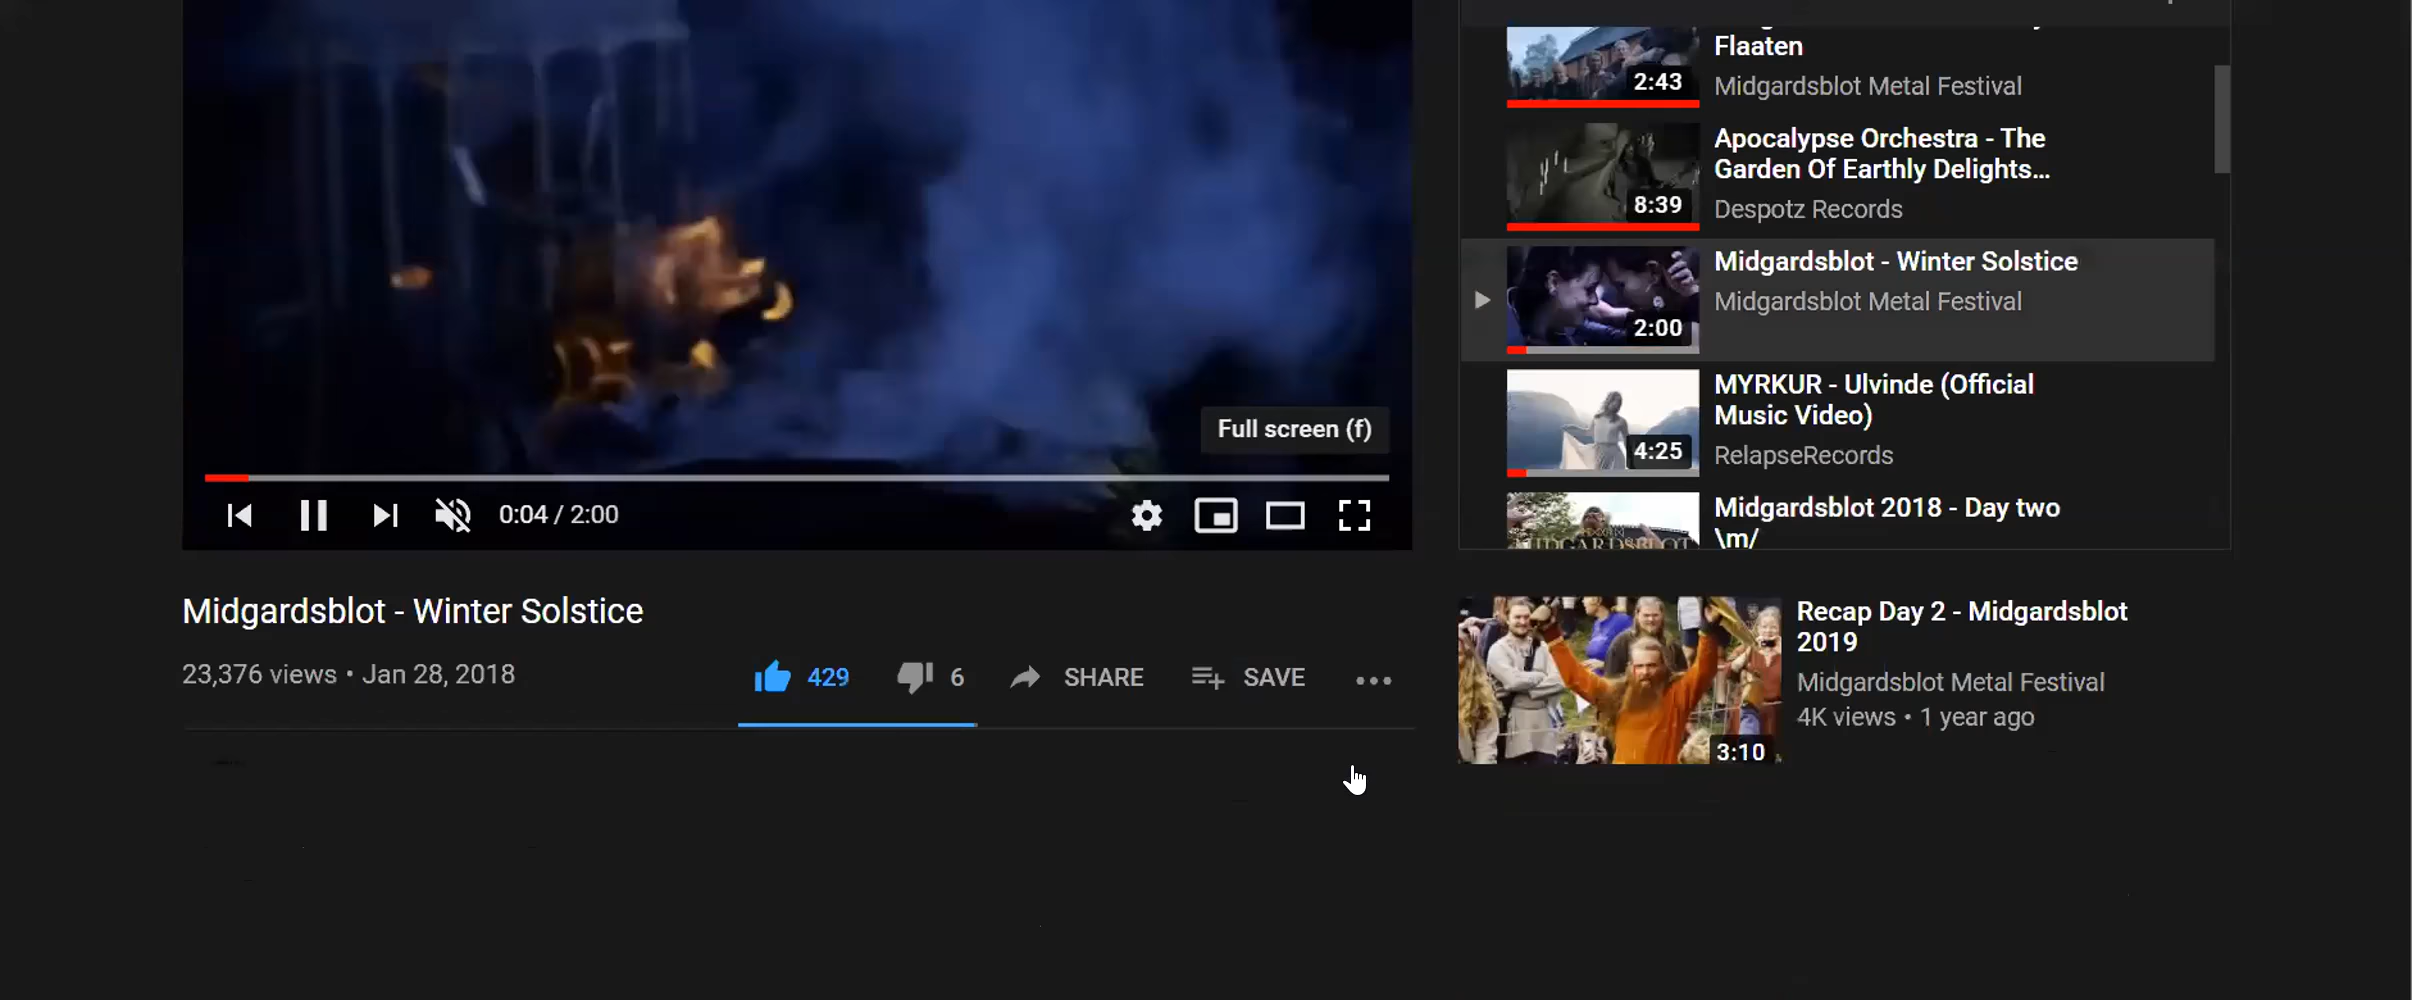 Full screen (f)
0:04 / 2:00
Midgardsblot - Winter Solstice
23,376 views • Jan 28, 2018
429
6
SHARE
SAVE
Flaaten
Midgardsblot Metal Festival
2:43
Apocalypse Orchestra - The
Garden Of Earthly Delights...
Despotz Records
8:39
Midgardsblot - Winter Solstice
Midgardsblot Metal Festival
2:00
MYRKUR - Ulvinde (Official
Music Video)
RelapseRecords
4:25
Midgardsblot 2018 - Day two
\m/
MIDGARDSBLOT
Recap Day 2 - Midgardsblot
2019
Midgardsblot Metal Festival
4K views • 1 year ago
3:10